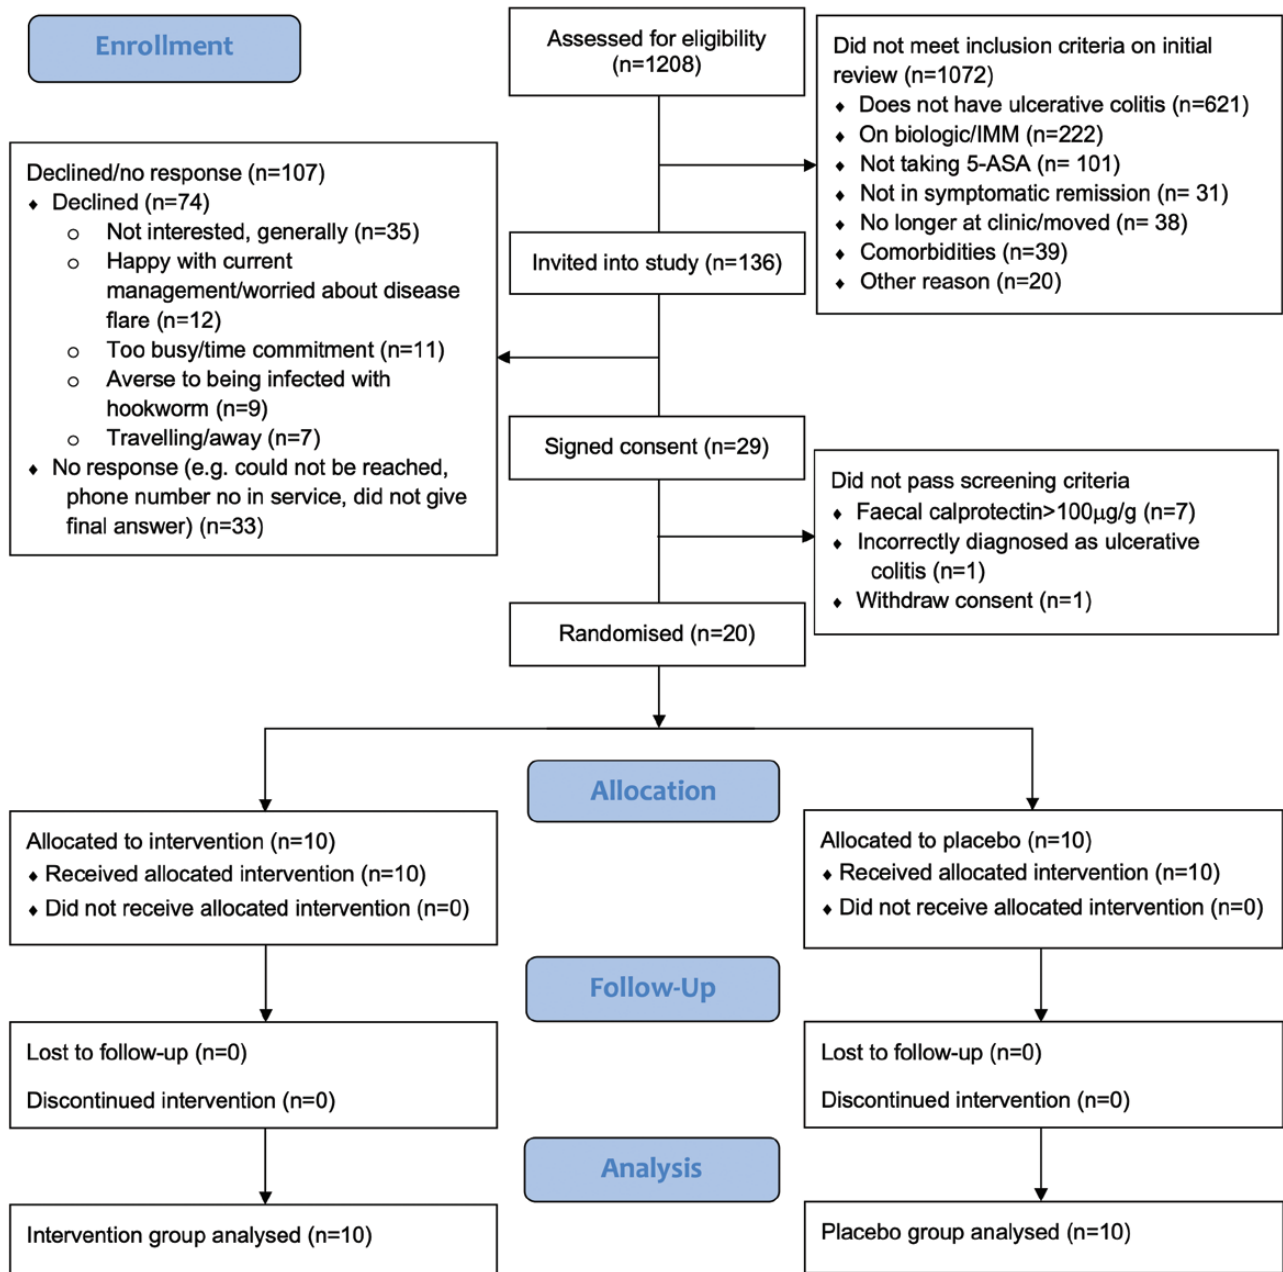 Enrollment
Assessed for eligibility
(n=1208)
Did not meet inclusion criteria on initial
review (n=1072)
♦ Does not have ulcerative colitis (n=621)
♦ On biologic/IMM (n=222)
♦ Not taking 5-ASA (n= 101)
♦ Not in symptomatic remission (n= 31)
♦ No longer at clinic/moved (n= 38)
♦ Comorbidities (n=39)
♦ Other reason (n=20)
Declined/no response (n=107)
♦ Declined (n=74)
o Not interested, generally (n=35)
o Happy with current
management/worried about disease
flare (n=12)
o Too busy/time commitment (n=11)
o Averse to being infected with
hookworm (n=9)
o Travelling/away (n=7)
♦ No response (e.g. could not be reached,
phone number no in service, did not give
final answer) (n=33)
Invited into study (n=136)
Signed consent (n=29)
Did not pass screening criteria
♦ Faecal calprotectin>100µg/g (n=7)
♦ Incorrectly diagnosed as ulcerative
colitis (n=1)
♦ Withdraw consent (n=1)
Randomised (n=20)
Allocation
Allocated to intervention (n=10)
♦ Received allocated intervention (n=10)
♦ Did not receive allocated intervention (n=0)
Allocated to placebo (n=10)
♦ Received allocated intervention (n=10)
♦ Did not receive allocated intervention (n=0)
Follow-Up
Lost to follow-up (n=0)
Discontinued intervention (n=0)
Lost to follow-up (n=0)
Discontinued intervention (n=0)
Analysis
Intervention group analysed (n=10)
Placebo group analysed (n=10)